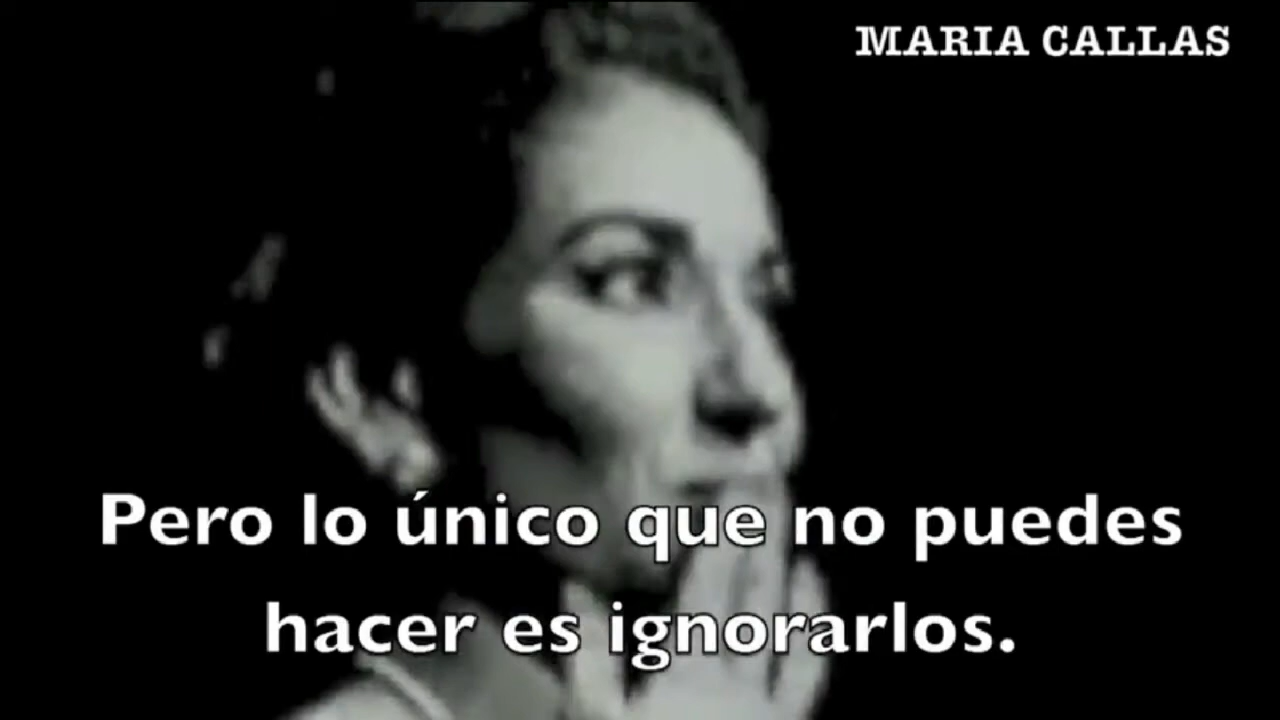 MARIA CALLAS
Pero lo único que no puedes
hacer es ignorarlos.